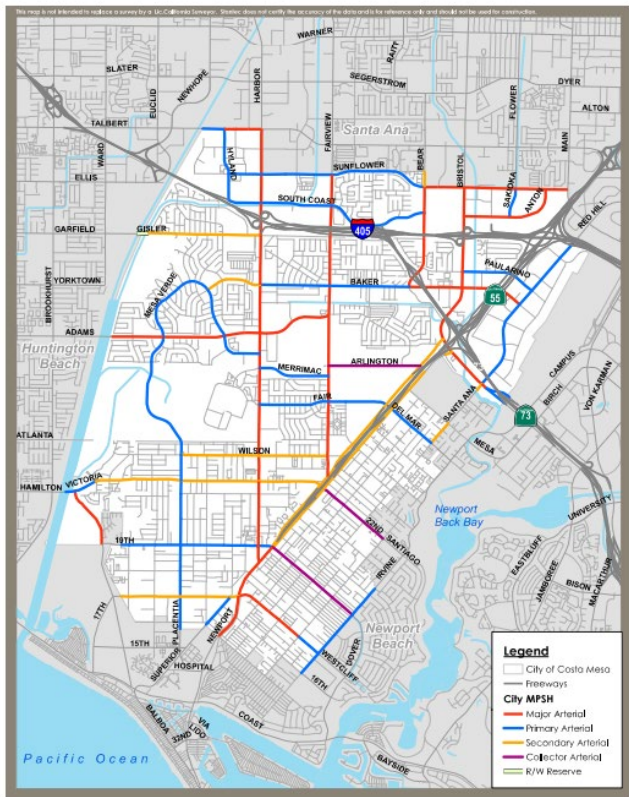 This map is not intended to replace a survey by a Lic.California Surveyor. Stantec does not certify the accuracy of the data and is for reference only and should not be used for construction.
WARNER
RAITT
SLATER
EUCLID
NEWHOPE
HARBOR
SEGERSTROM
DYER
FLOWER
ALTON
TALBERT
FAIRVIEW
Santa Ana
MAIN
WARD
HYLAND
SUNFLOWER
BEAR
BRISTOL
SAKIOKA
ANTON
ELLIS
SOUTH COAST
RED HILL
405
GARFIELD
GISLER
PAULARINO
YORKTOWN
BROOKHURST
MESA VERDE
BAKER
55
ADAMS
Huntington
Beach
ARLINGTON
MERRIMAC
CAMPUS
BIRCH
VON KARMAN
FAIR
DEL MAR
SANTA ANA
73
ATLANTA
MESA
WILSON
HAMILTON
VICTORIA
Newport
Back Bay
UNIVERSITY
22ND
SANTIAGO
19TH
EASTBLUFF
JAMBOREE
BISON
MACARTHUR
IRVINE
17TH
PLACENTIA
NEWPORT
15TH
SUPERIOR
HOSPITAL
DOVER
Newport
Beach
WESTCLIFF
16TH
BALBOA
32ND
VIA
LIDO
COAST
BAYSIDE
Pacific Ocean
Legend
City of Costa Mesa
Freeways
City MPSH
Major Arterial
Primary Arterial
Secondary Arterial
Collector Arterial
R/W Reserve